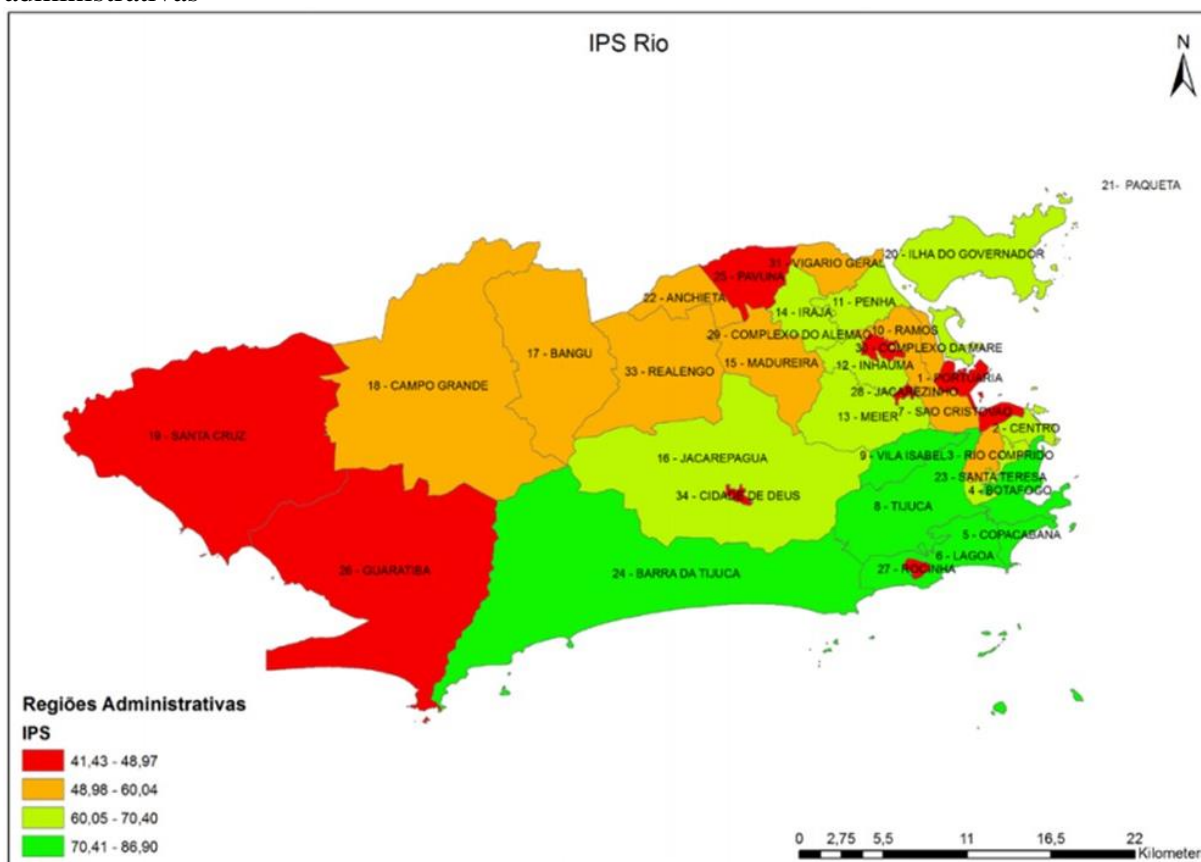 administrativas
IPS Rio
N
21- PAQUETA
20 - ILHA DO GOVERNADOR
31 - VIGARIO GERAL
25 - PAVUNA
22 - ANCHIETA
11 - PENHA
14 - IRAJA
29 - COMPLEXO DO ALEMAO
10 - RAMOS
30 - COMPLEXO DA MARE
17 - BANGU
15 - MADUREIRA
12 - INHAUMA
33 - REALENGO
1 - PORTUARIA
18 - CAMPO GRANDE
28 - JACAREZINHO
7 - SAO CRISTOVAO
13 - MEIER
2 - CENTRO
19 - SANTA CRUZ
9 - VILA ISABEL
3 - RIO COMPRIDO
16 - JACAREPAGUA
23 - SANTA TERESA
4 - BOTAFOGO
34 - CIDADE DE DEUS
8 - TIJUCA
5 - COPACABANA
6 - LAGOA
27 - ROCINHA
26 - GUARATIBA
24 - BARRA DA TIJUCA
Regiões Administrativas
IPS
41,43 - 48,97
48,98 - 60,04
60,05 - 70,40
70,41 - 86,90
0 2,75 5,5 11 16,5 22
Kilometer